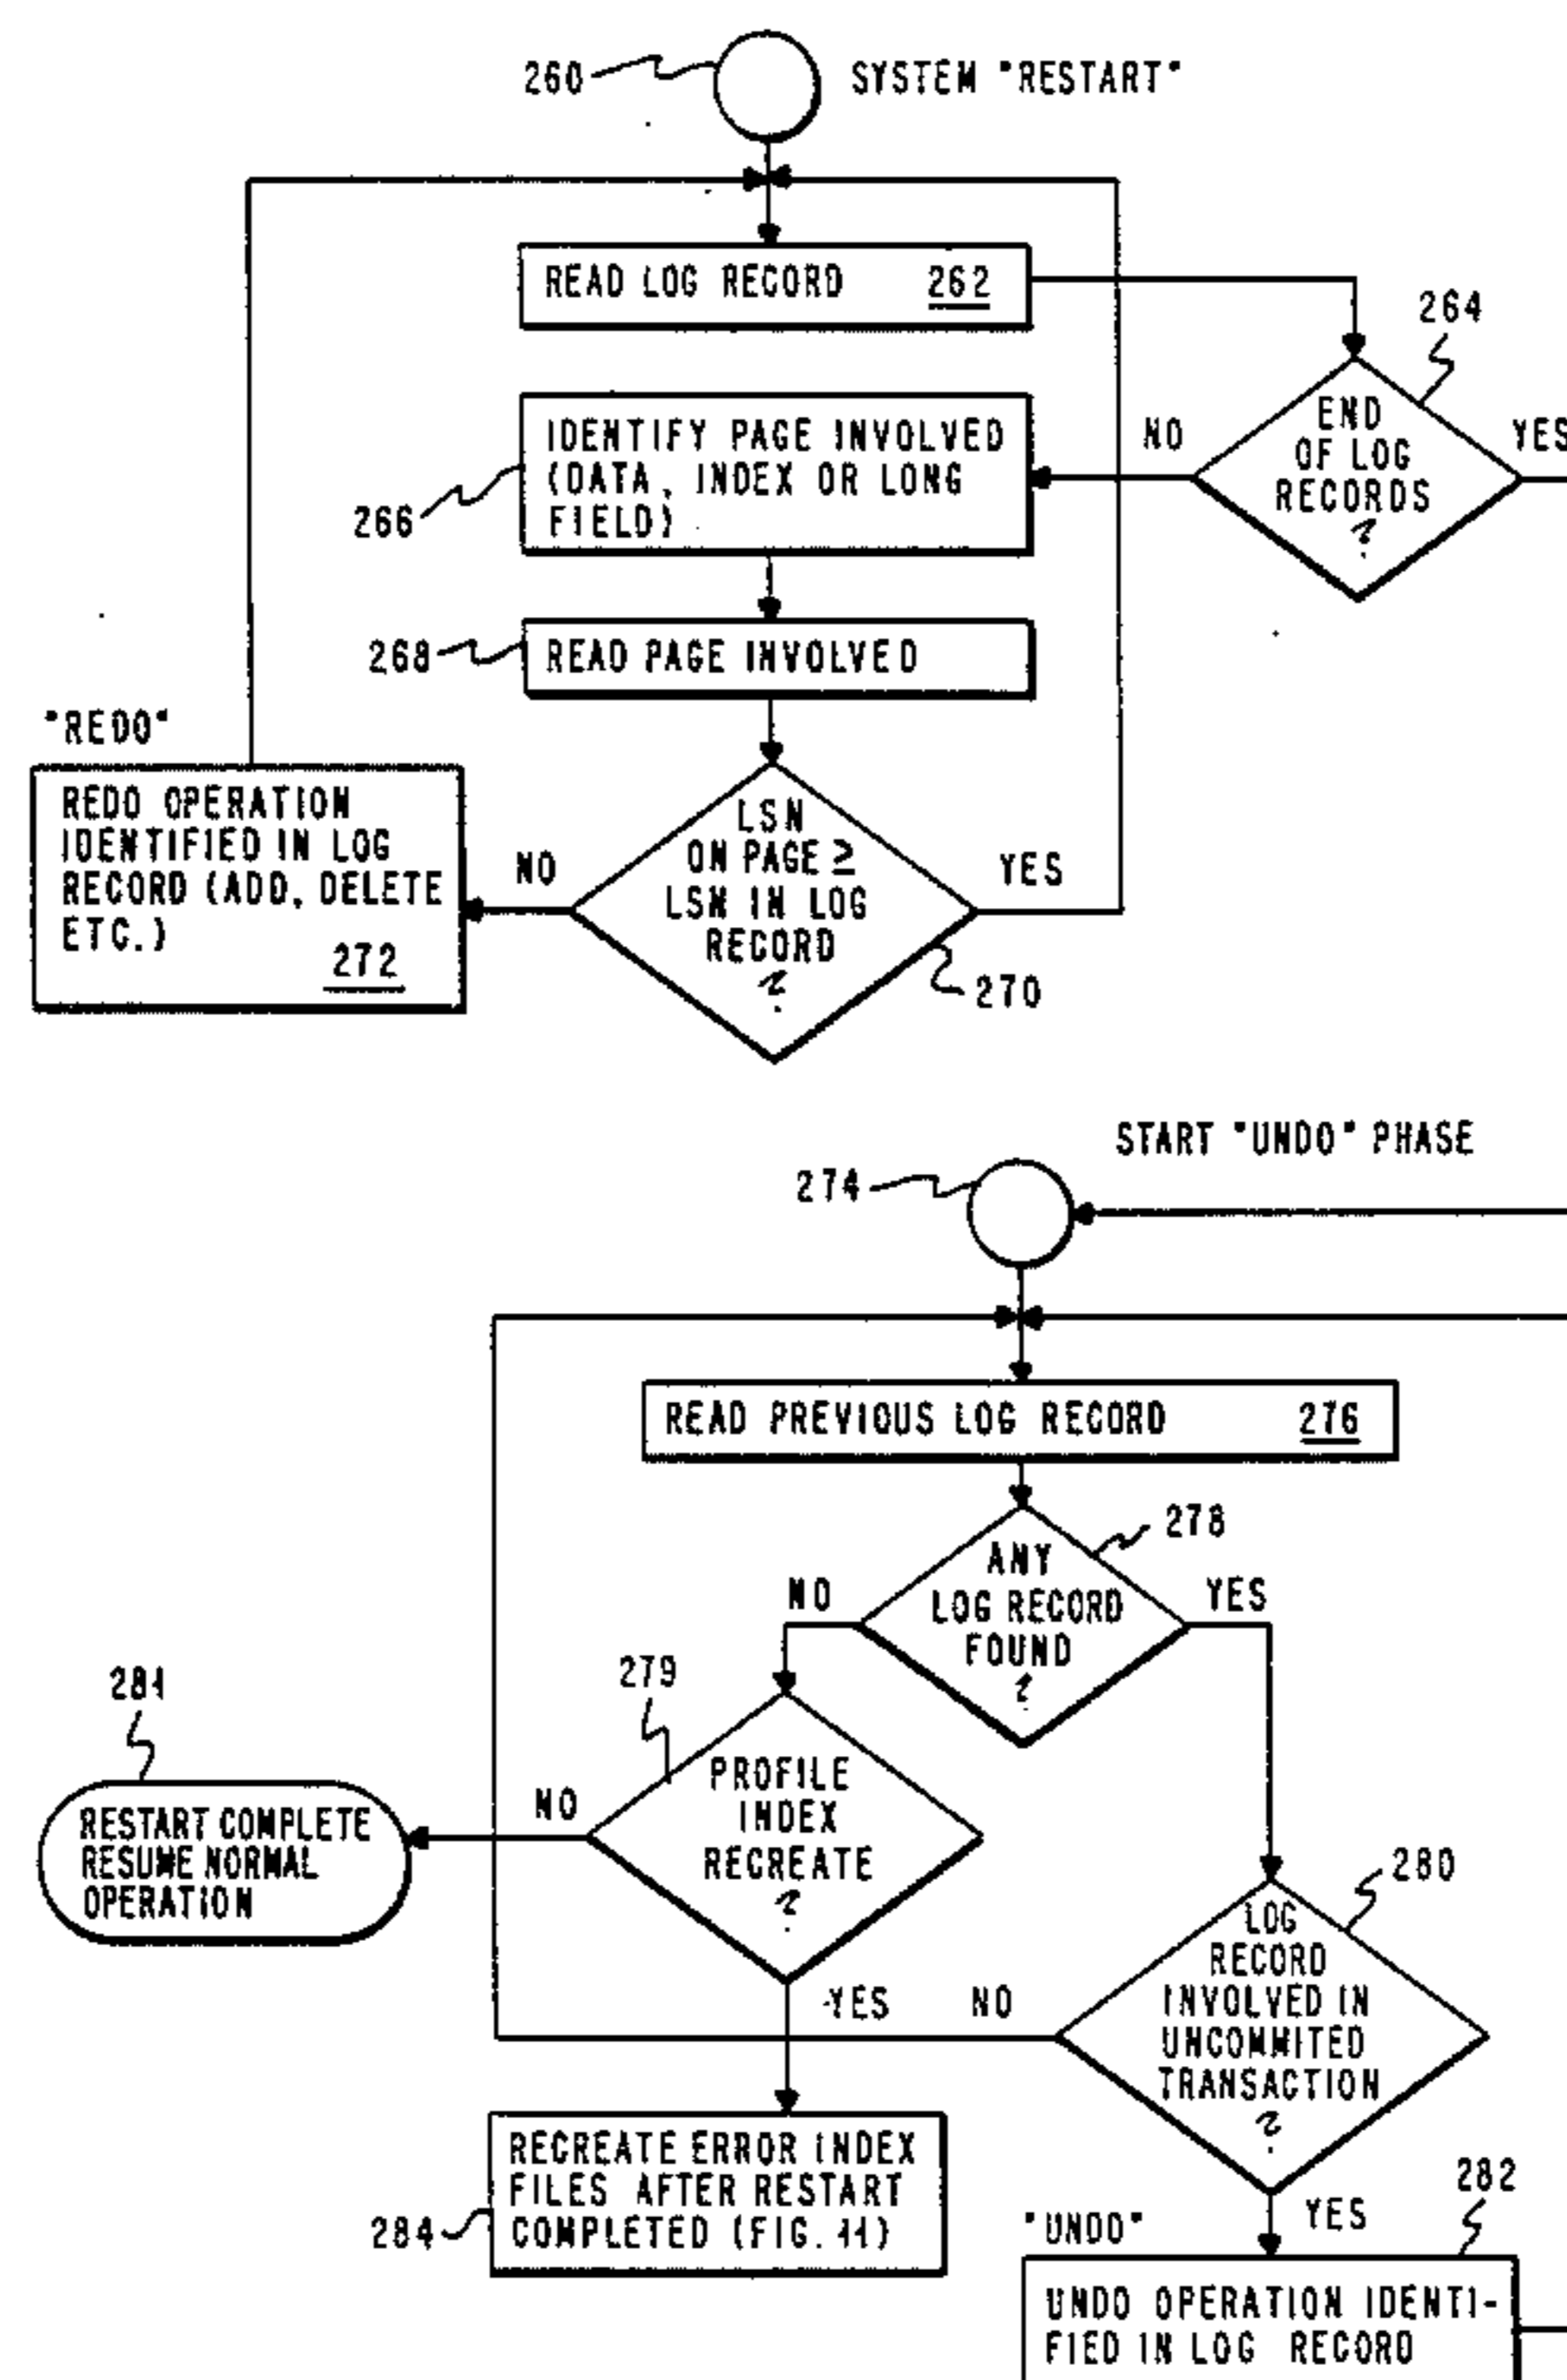 260
SYSTEM "RESTART"
READ LOG RECORD 262
264
END
OF LOG
RECORDS
?
NO
YES
IDENTIFY PAGE INVOLVED
(DATA, INDEX OR LONG
FIELD)
266
268
READ PAGE INVOLVED
"REDO"
REDO OPERATION
IDENTIFIED IN LOG
RECORD (ADD, DELETE
ETC.)
272
NO
LSN
ON PAGE ≥
LSN IN LOG
RECORD
?
YES
270
START "UNDO" PHASE
274
READ PREVIOUS LOG RECORD 276
278
ANY
LOG RECORD
FOUND
?
NO
YES
279
281
PROFILE
INDEX
RECREATE
?
NO
RESTART COMPLETE
RESUME NORMAL
OPERATION
280
LOG
RECORD
INVOLVED IN
UNCOMMITED
TRANSACTION
?
YES
NO
RECREATE ERROR INDEX
FILES AFTER RESTART
COMPLETED (FIG. 11)
284
YES
282
"UNDO"
UNDO OPERATION IDENTI-
FIED IN LOG RECORD